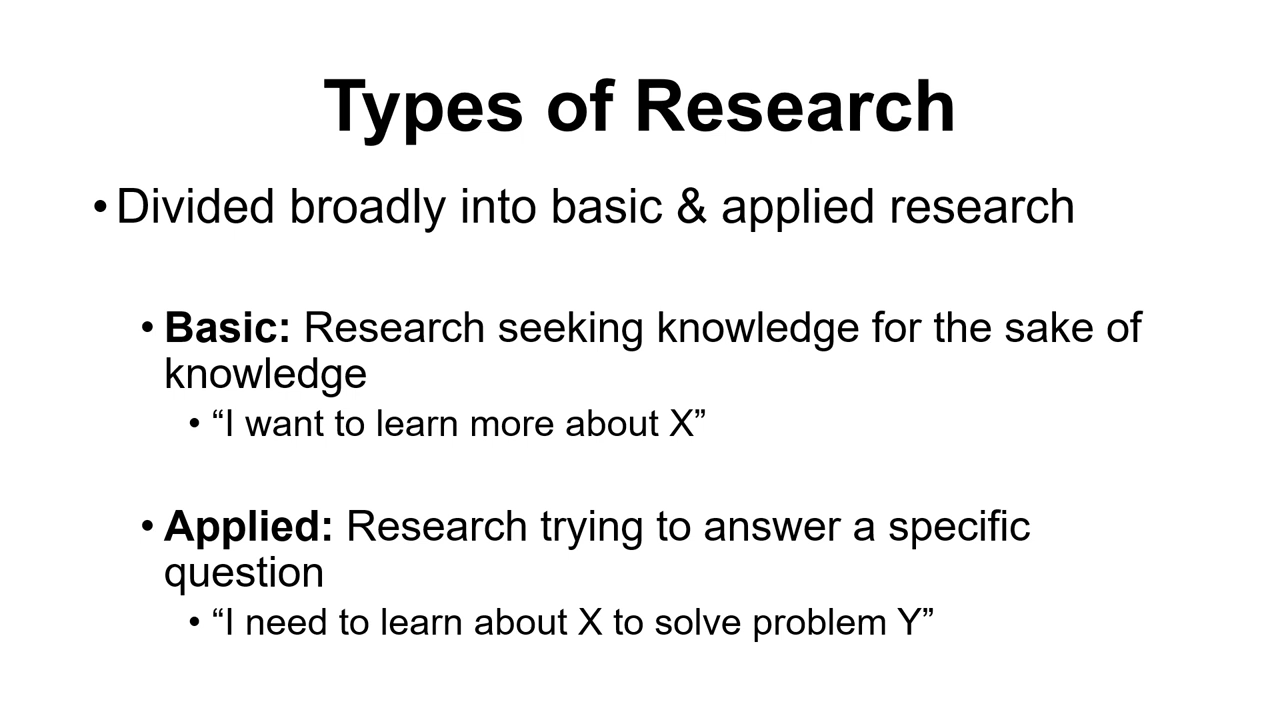 Types of Research
•Divided broadly into basic & applied research
•Basic: Research seeking knowledge for the sake of
knowledge
•“I want to learn more about X”
•Applied: Research trying to answer a specific
question
•“I need to learn about X to solve problem Y”